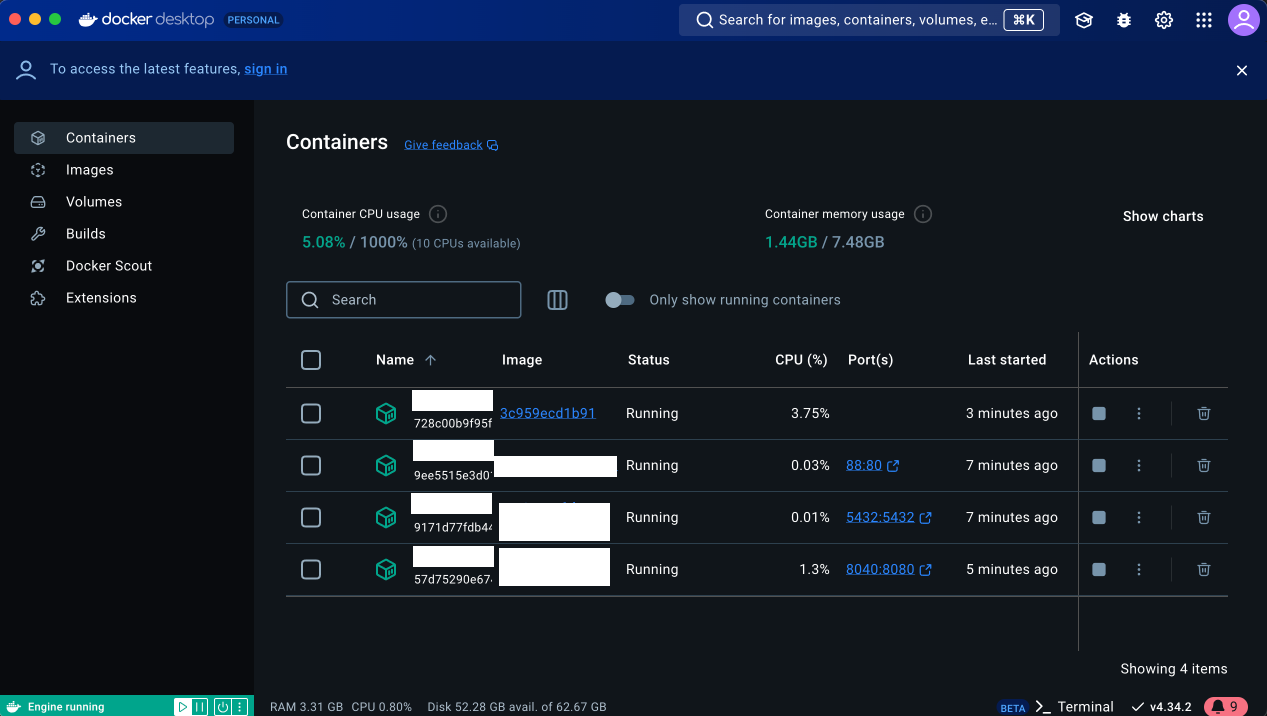 docker desktop PERSONAL
Search for images, containers, volumes, e... ⌘K
To access the latest features, sign in
Containers
Images
Volumes
Builds
Docker Scout
Extensions
Containers Give feedback
Container CPU usage
5.08% / 1000% (10 CPUs available)
Container memory usage
1.44GB / 7.48GB
Show charts
Search
Only show running containers
Name Image Status CPU (%) Port(s) Last started Actions
3c959ecd1b91 Running 3.75% 3 minutes ago
728c00b9f95f
Running 0.03% 88:80 7 minutes ago
9ee5515e3d0
Running 0.01% 5432:5432 7 minutes ago
9171d77fdb44
Running 1.3% 8040:8080 5 minutes ago
57d75290e67
Showing 4 items
Engine running
RAM 3.31 GB CPU 0.80% Disk 52.28 GB avail. of 62.67 GB
BETA Terminal v4.34.2 9